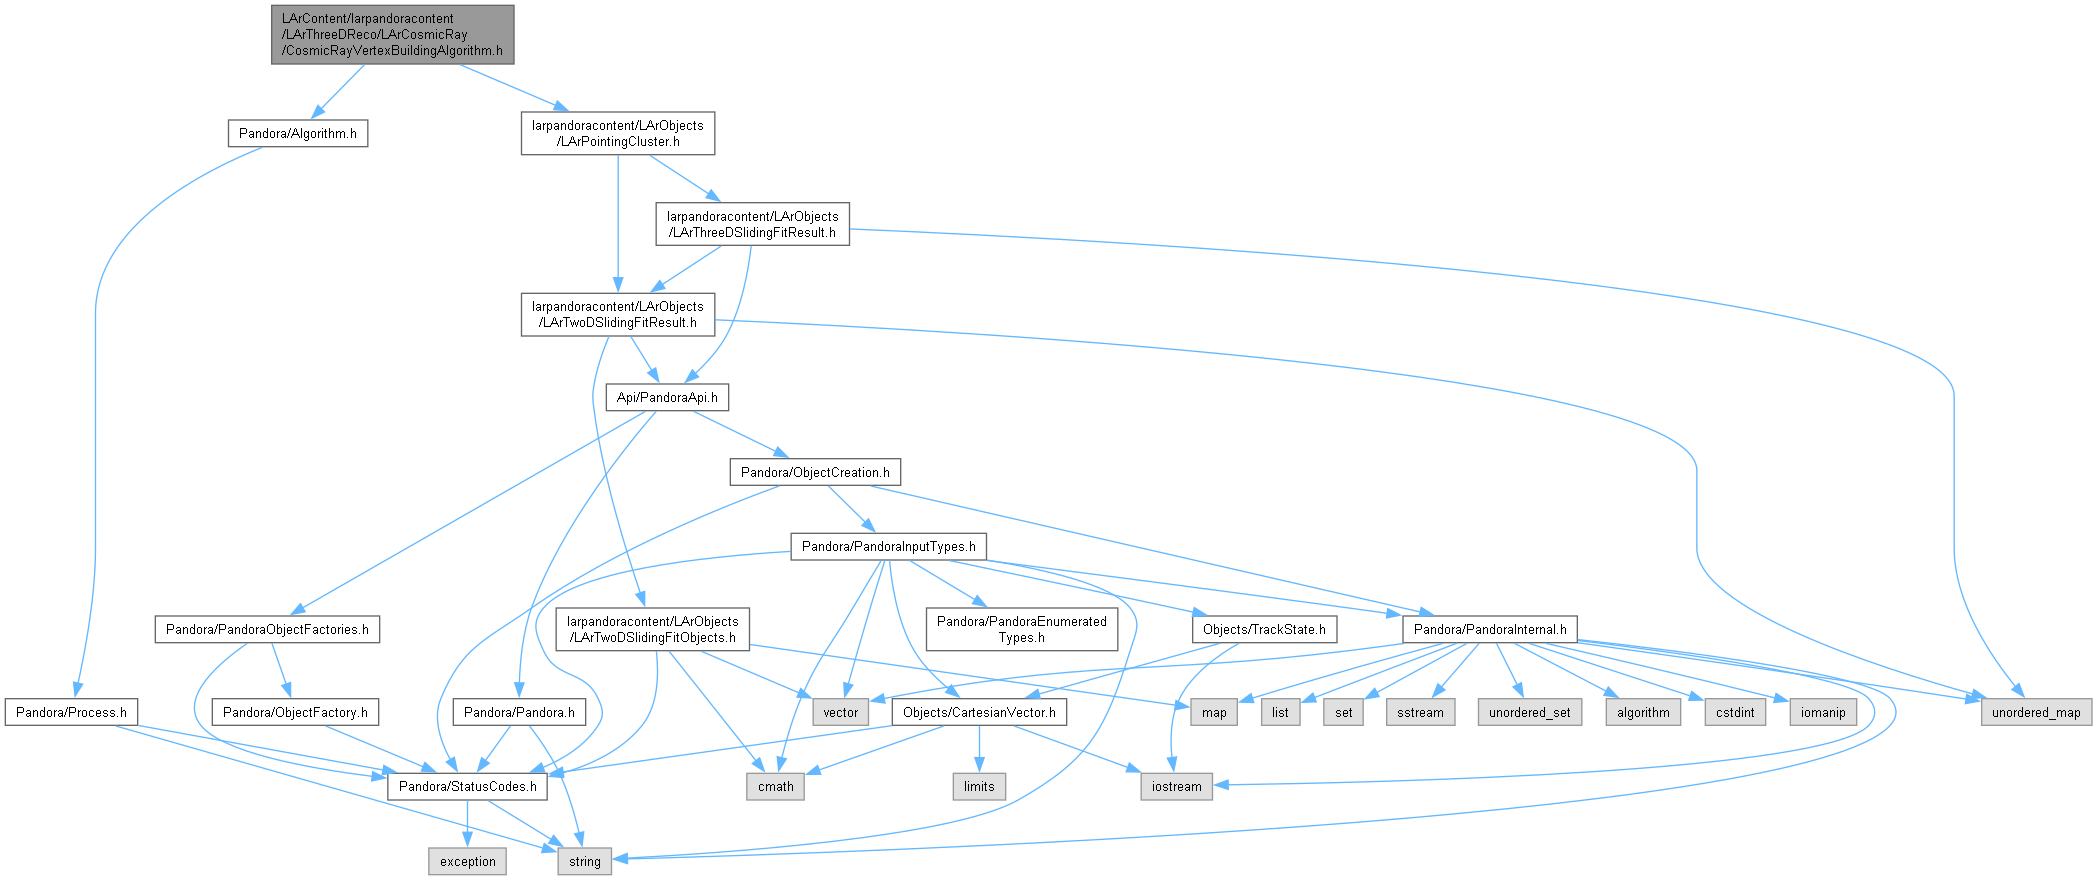 LArContent/larpandoracontent
/LArThreeDReco/LArCosmicRay
/CosmicRayVertexBuildingAlgorithm.h
Pandora/Algorithm.h
larpandoracontent/LArObjects
/LArPointingCluster.h
larpandoracontent/LArObjects
/LArThreeDSlidingFitResult.h
larpandoracontent/LArObjects
/LArTwoDSlidingFitResult.h
Api/PandoraApi.h
Pandora/ObjectCreation.h
Pandora/PandoraInputTypes.h
Pandora/PandoraObjectFactories.h
larpandoracontent/LArObjects
/LArTwoDSlidingFitObjects.h
Pandora/PandoraEnumerated
Types.h
Objects/TrackState.h
Pandora/PandoraInternal.h
Pandora/Process.h
Pandora/ObjectFactory.h
Pandora/Pandora.h
vector
Objects/CartesianVector.h
map
list
set
sstream
unordered_set
algorithm
cstdint
iomanip
unordered_map
Pandora/StatusCodes.h
cmath
limits
iostream
exception
string